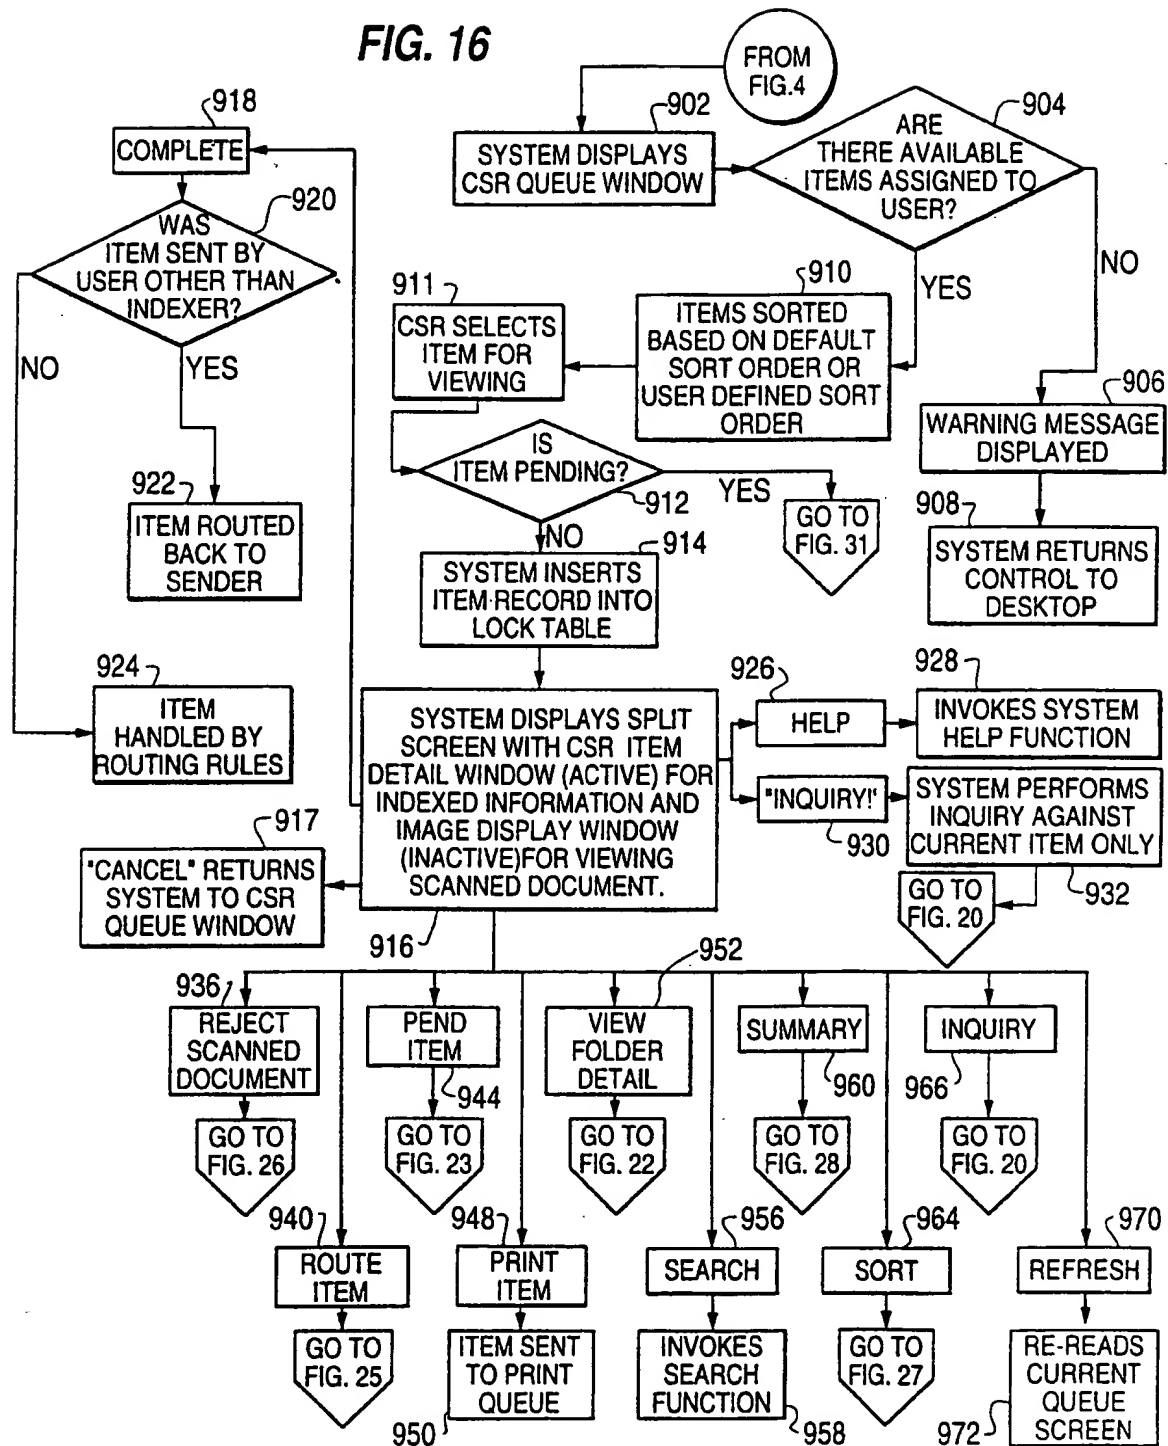 FIG. 16
FROM
FIG.4
918
COMPLETE
902
SYSTEM DISPLAYS
CSR QUEUE WINDOW
904
ARE
THERE AVAILABLE
ITEMS ASSIGNED TO
USER?
920
WAS
ITEM SENT BY
USER OTHER THAN
INDEXER?
NO
YES
911
CSR SELECTS
ITEM FOR
VIEWING
910
ITEMS SORTED
BASED ON DEFAULT
SORT ORDER OR
USER DEFINED SORT
ORDER
YES
NO
906
WARNING MESSAGE
DISPLAYED
IS
ITEM PENDING?
912
YES
GO TO
FIG. 31
908
SYSTEM RETURNS
CONTROL TO
DESKTOP
922
ITEM ROUTED
BACK TO
SENDER
NO
914
SYSTEM INSERTS
ITEM RECORD INTO
LOCK TABLE
924
ITEM
HANDLED BY
ROUTING RULES
SYSTEM DISPLAYS SPLIT
SCREEN WITH CSR ITEM
DETAIL WINDOW (ACTIVE) FOR
INDEXED INFORMATION AND
IMAGE DISPLAY WINDOW
(INACTIVE)FOR VIEWING
SCANNED DOCUMENT.
916
926
HELP
928
INVOKES SYSTEM
HELP FUNCTION
"INQUIRY!'
930
SYSTEM PERFORMS
INQUIRY AGAINST
CURRENT ITEM ONLY
932
GO TO
FIG. 20
917
"CANCEL" RETURNS
SYSTEM TO CSR
QUEUE WINDOW
936
REJECT
SCANNED
DOCUMENT
GO TO
FIG. 26
PEND
ITEM
944
GO TO
FIG. 23
952
VIEW
FOLDER
DETAIL
GO TO
FIG. 22
SUMMARY
960
GO TO
FIG. 28
INQUIRY
966
GO TO
FIG. 20
940
ROUTE
ITEM
GO TO
FIG. 25
948
PRINT
ITEM
ITEM SENT
TO PRINT
QUEUE
950
956
SEARCH
INVOKES
SEARCH
FUNCTION
958
964
SORT
GO TO
FIG. 27
970
REFRESH
RE-READS
CURRENT
QUEUE
SCREEN
972